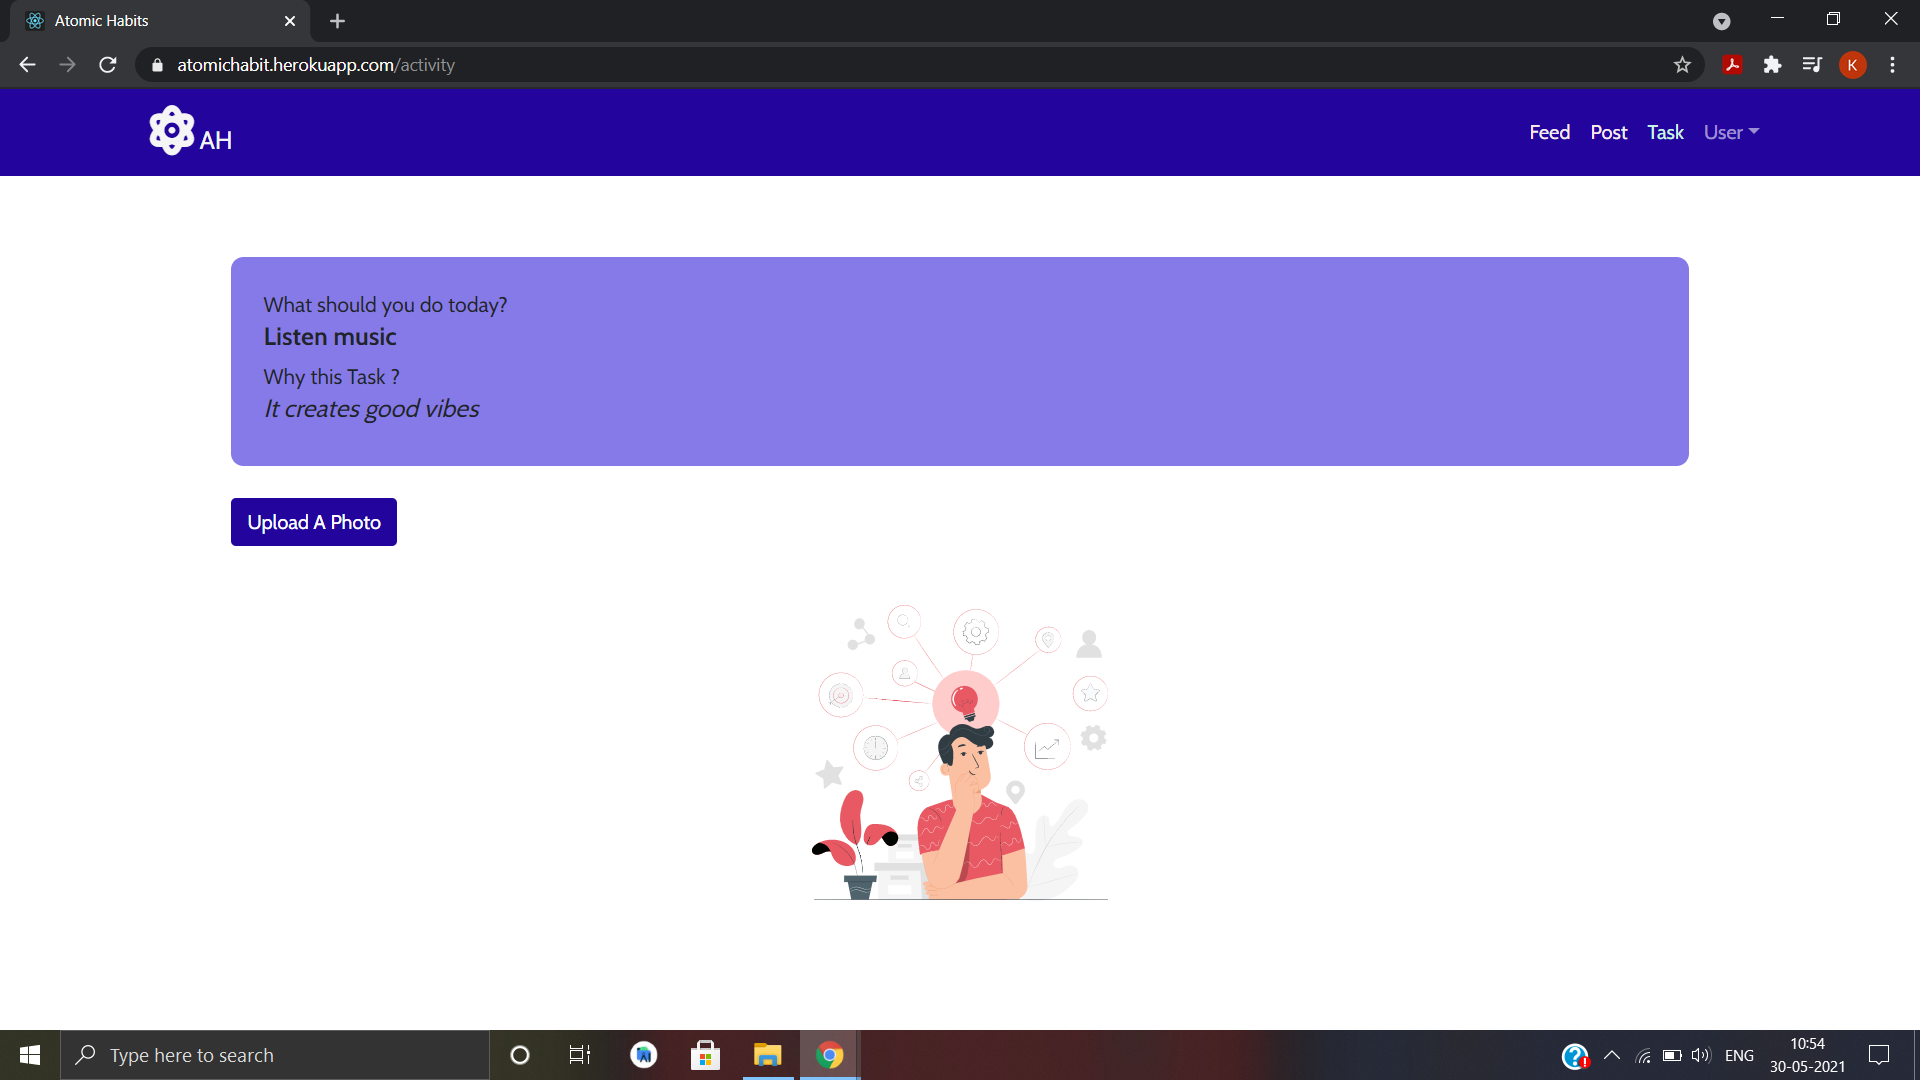 Atomic Habits
atomichabit.herokuapp.com/activity
K
AH
Feed Post Task User
What should you do today?
Listen music
Why this Task ?
It creates good vibes
Upload A Photo
Type here to search
ENG
10:54
30-05-2021